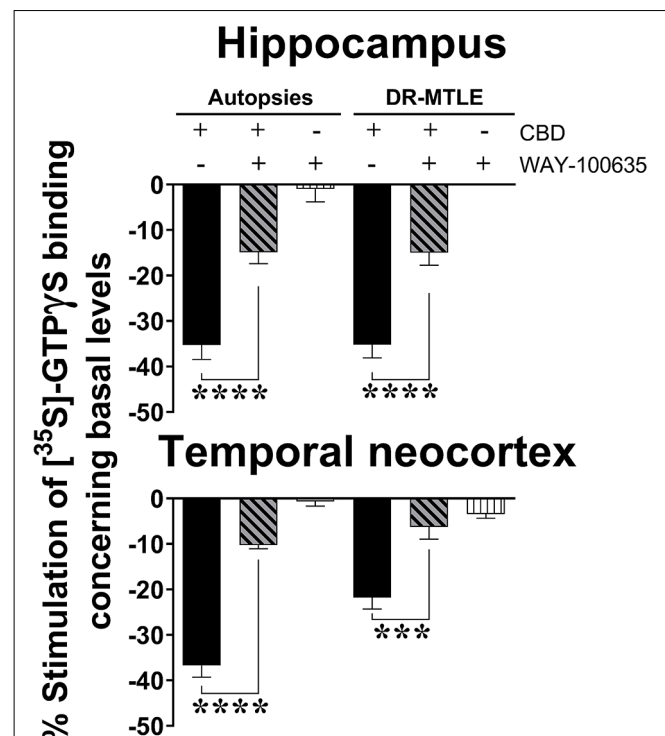 Hippocampus
Autopsies DR-MTLE
+ + - + + - CBD
- + + - + + WAY-100635
% Stimulation of [³⁵S]-GTPγS binding
concerning basal levels
0
-10
-20
-30
-40
-50
**** ****
Temporal neocortex
0
-10
-20
-30
-40
-50
***
****